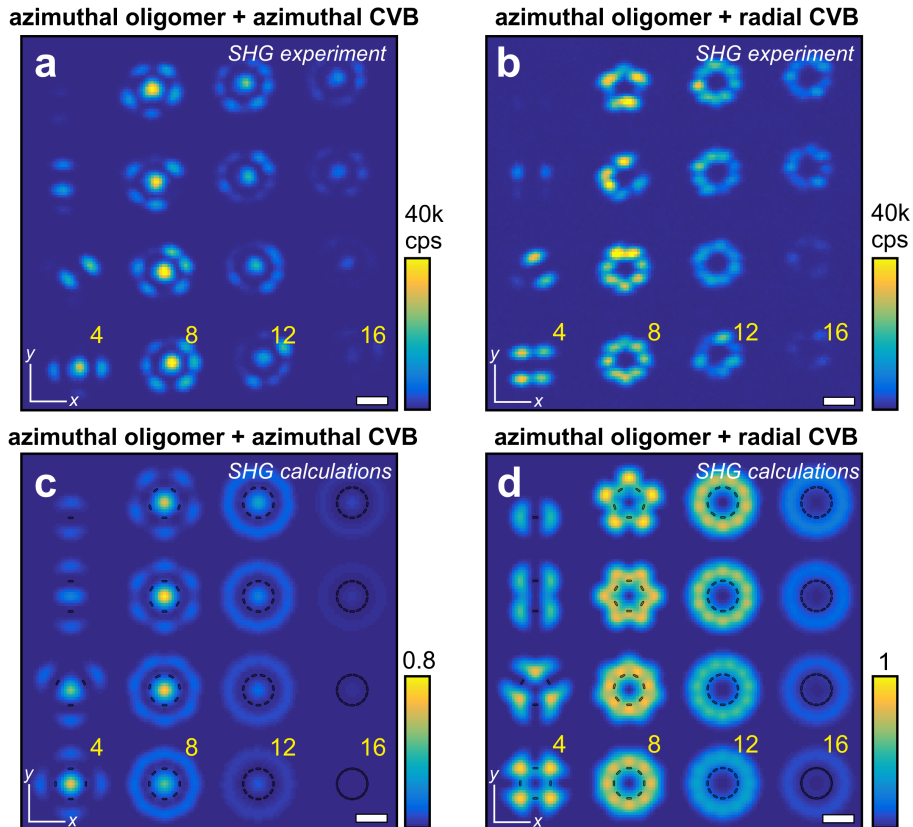 azimuthal oligomer + azimuthal CVB
azimuthal oligomer + radial CVB
a
SHG experiment
b
SHG experiment
40k
cps
40k
cps
4
8
12
16
4
8
12
16
y
x
y
x
azimuthal oligomer + azimuthal CVB
azimuthal oligomer + radial CVB
c
SHG calculations
d
SHG calculations
0.8
1
4
8
12
16
4
8
12
16
y
x
y
x